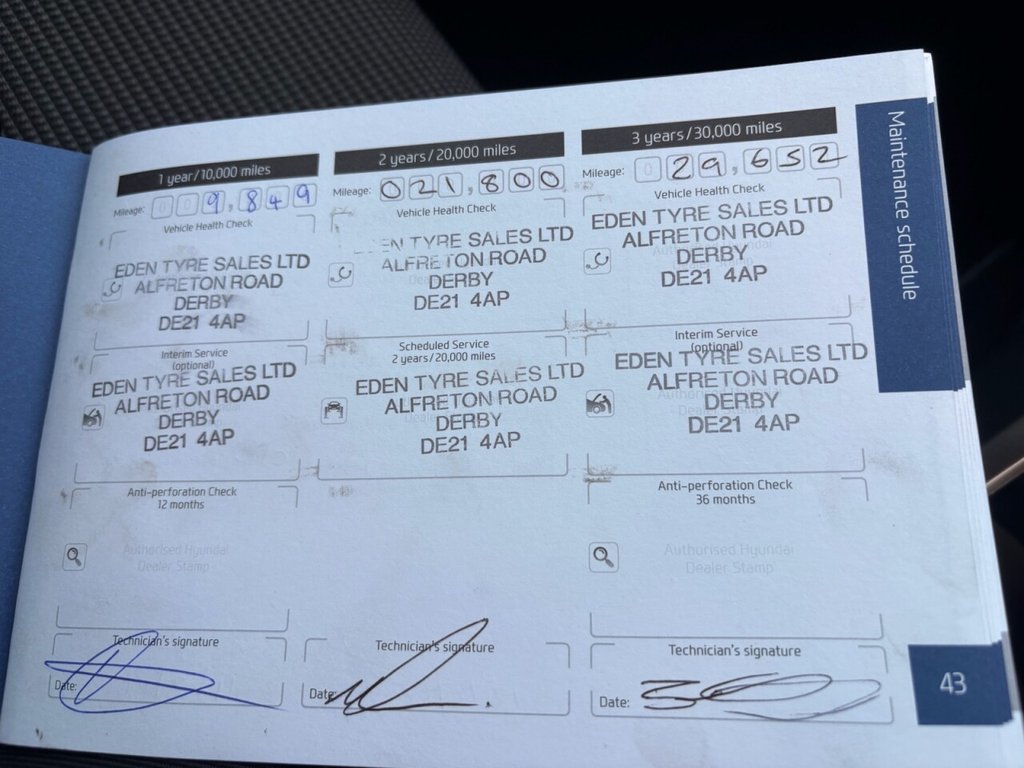 Maintenance schedule
1 year/10,000 miles
Mileage: 009,849
Vehicle Health Check
EDEN TYRE SALES LTD
ALFRETON ROAD
DERBY
DE21 4AP
Interim Service
(optional)
EDEN TYRE SALES LTD
ALFRETON ROAD
DERBY
DE21 4AP
Anti-perforation Check
12 months
Authorised Hyundai
Dealer Stamp
Technician's signature
Date:
2 years/20,000 miles
Mileage: 021,800
Vehicle Health Check
EN TYRE SALES LTD
ALFRETON ROAD
DERBY
DE21 4AP
Scheduled Service
2 years/20,000 miles
EDEN TYRE SALES LTD
ALFRETON ROAD
DERBY
DE21 4AP
Technician's signature
Date:
3 years/30,000 miles
Mileage: 029,652
Vehicle Health Check
EDEN TYRE SALES LTD
ALFRETON ROAD
DERBY
DE21 4AP
Interim Service
(optional)
EDEN TYRE SALES LTD
ALFRETON ROAD
DERBY
DE21 4AP
Anti-perforation Check
36 months
Authorised Hyundai
Dealer Stamp
Technician's signature
Date:
43